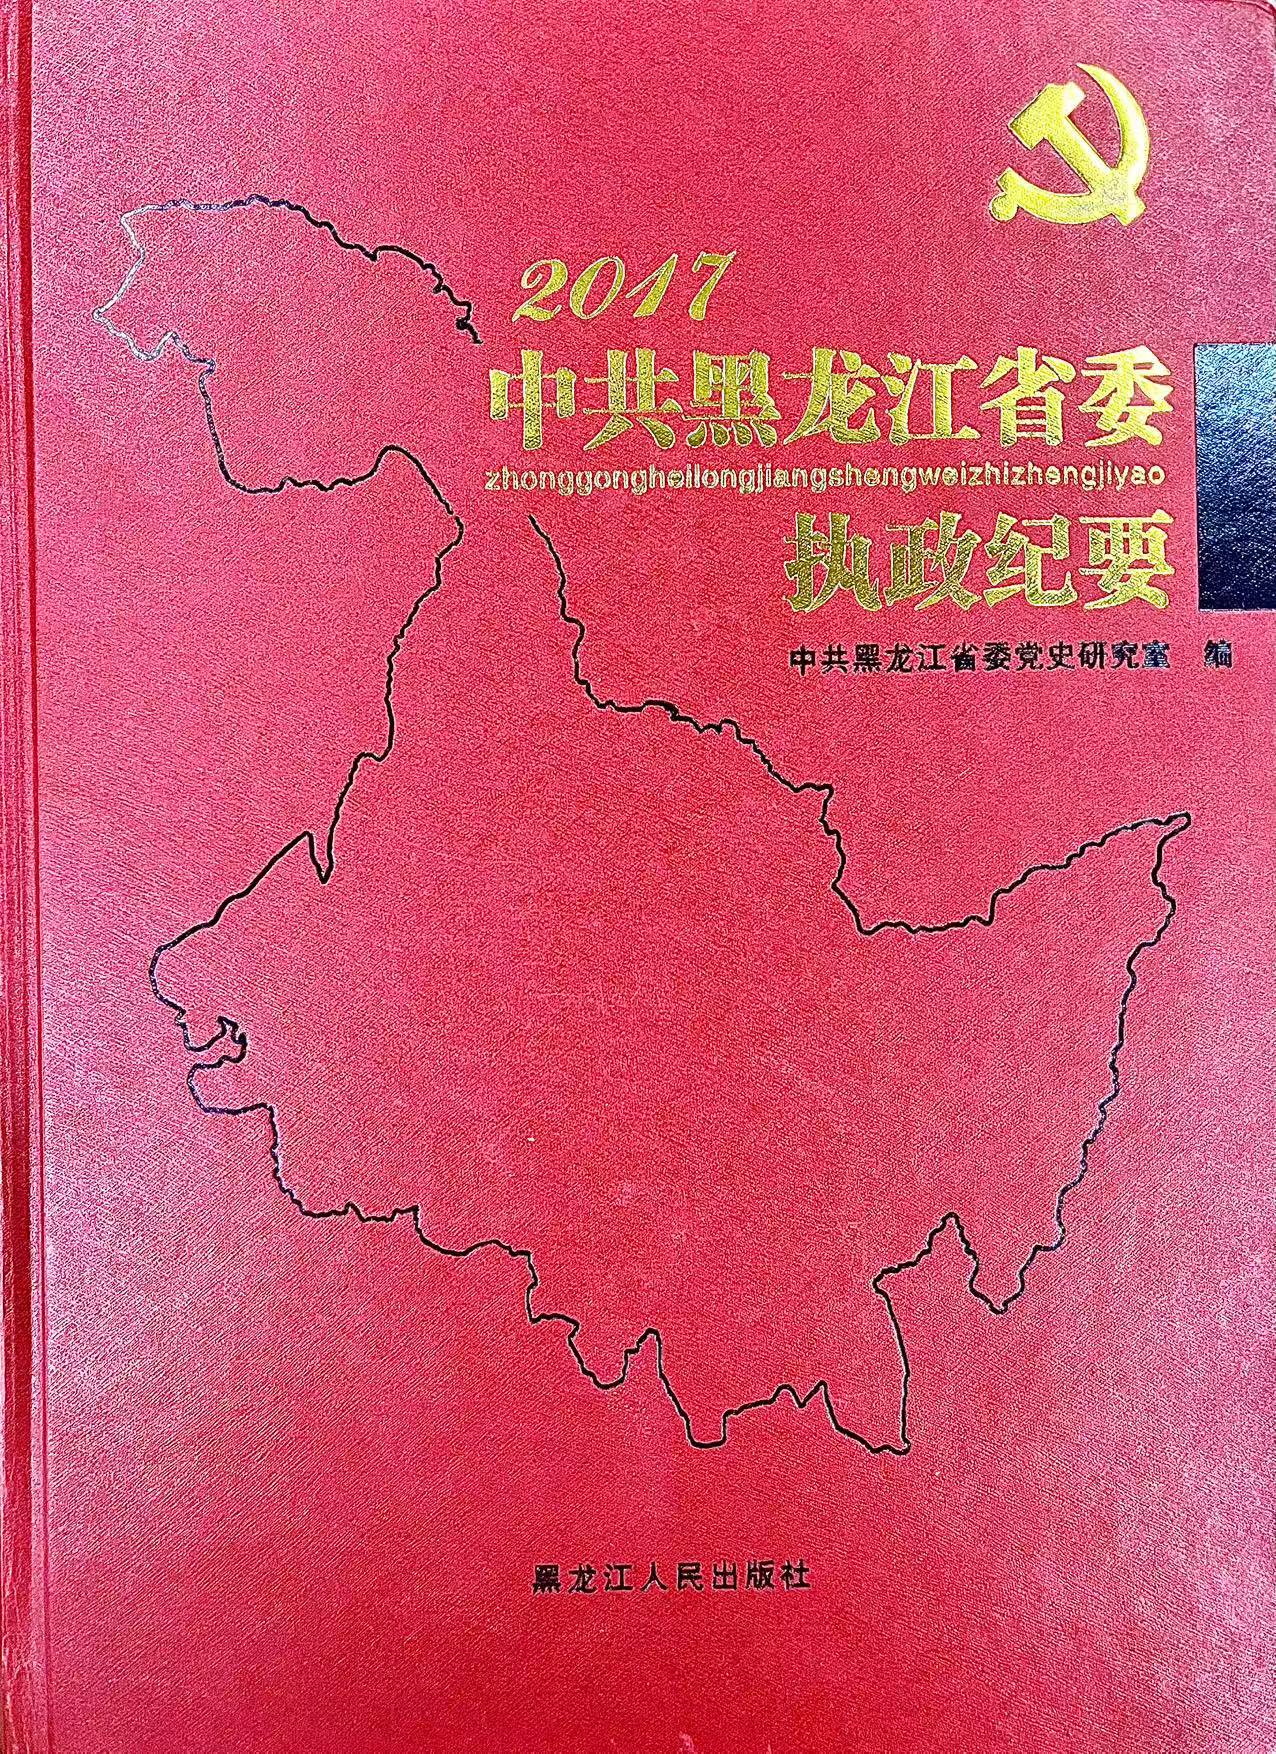 2017
中共黑龙江省委
zhonggongheilongjiangshengweizhizhengjiyao
执政纪要
中共黑龙江省委党史研究室 编
黑龙江人民出版社